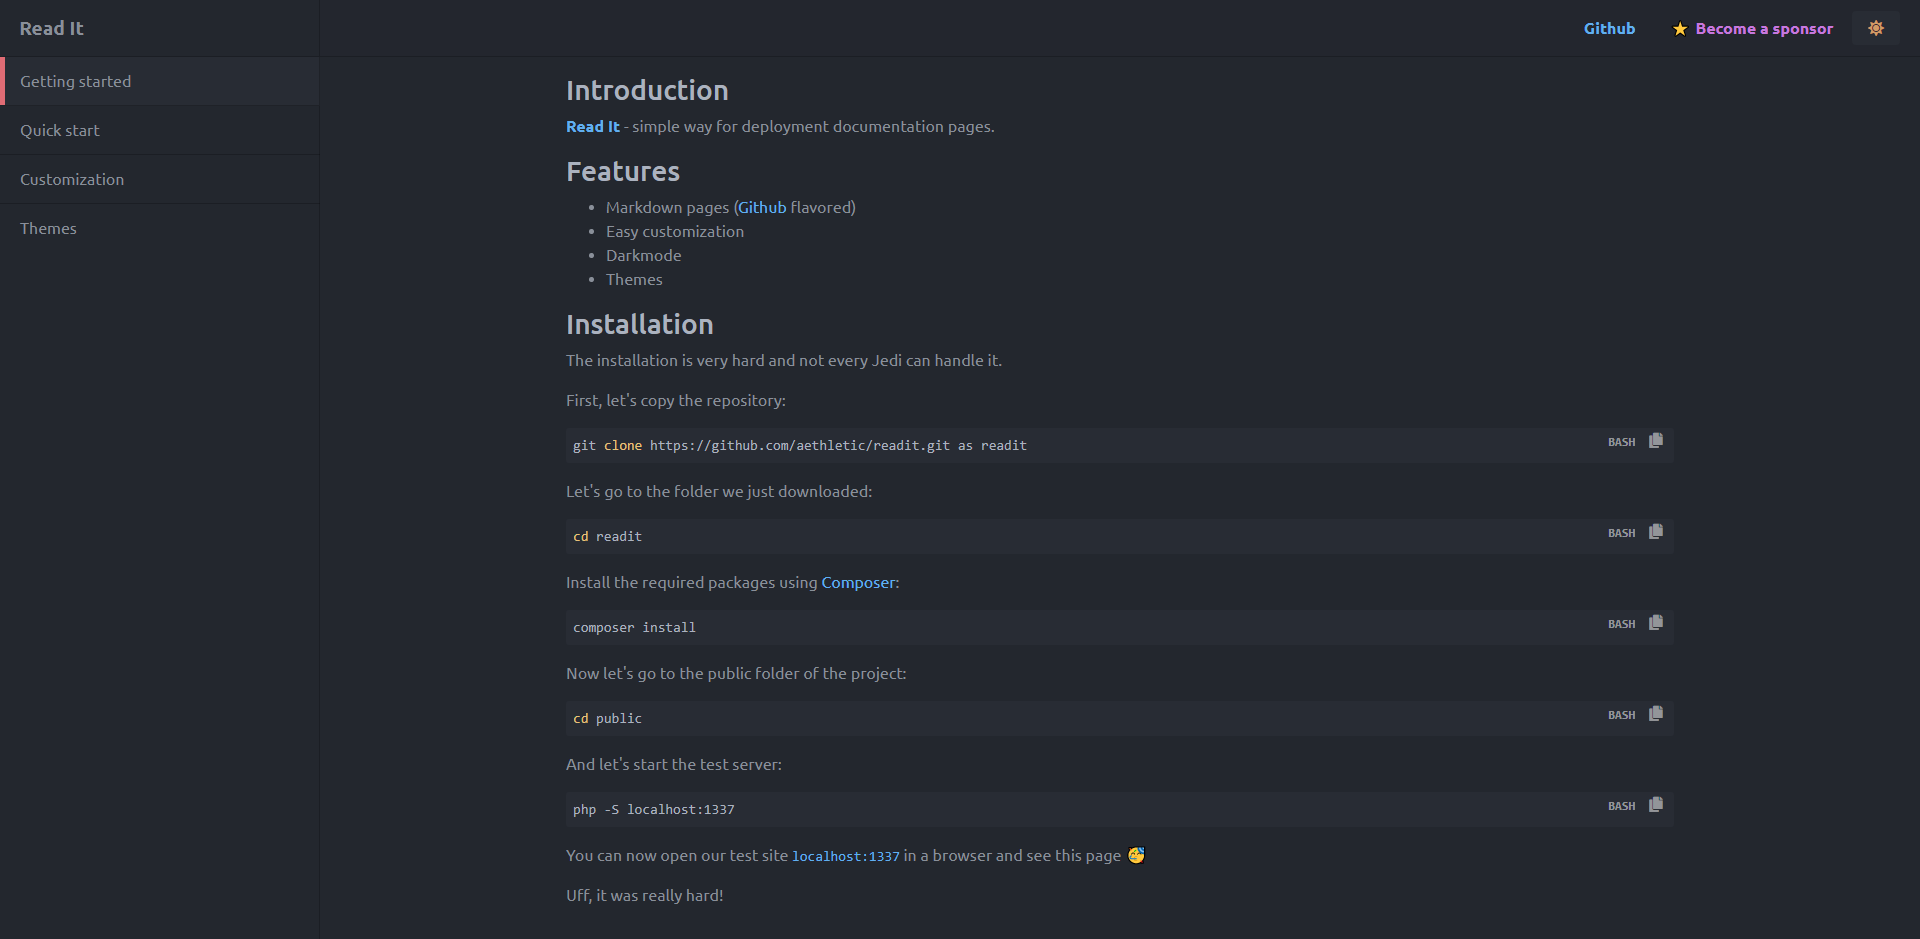 Read It
Github
Become a sponsor
Getting started
Quick start
Customization
Themes
Introduction
Read It - simple way for deployment documentation pages.
Features
Markdown pages (Github flavored)
Easy customization
Darkmode
Themes
Installation
The installation is very hard and not every Jedi can handle it.
First, let's copy the repository:
git clone https://github.com/aethletic/readit.git as readit
BASH
Let's go to the folder we just downloaded:
cd readit
BASH
Install the required packages using Composer:
composer install
BASH
Now let's go to the public folder of the project:
cd public
BASH
And let's start the test server:
php -S localhost:1337
BASH
You can now open our test site localhost:1337 in a browser and see this page 😅
Uff, it was really hard!